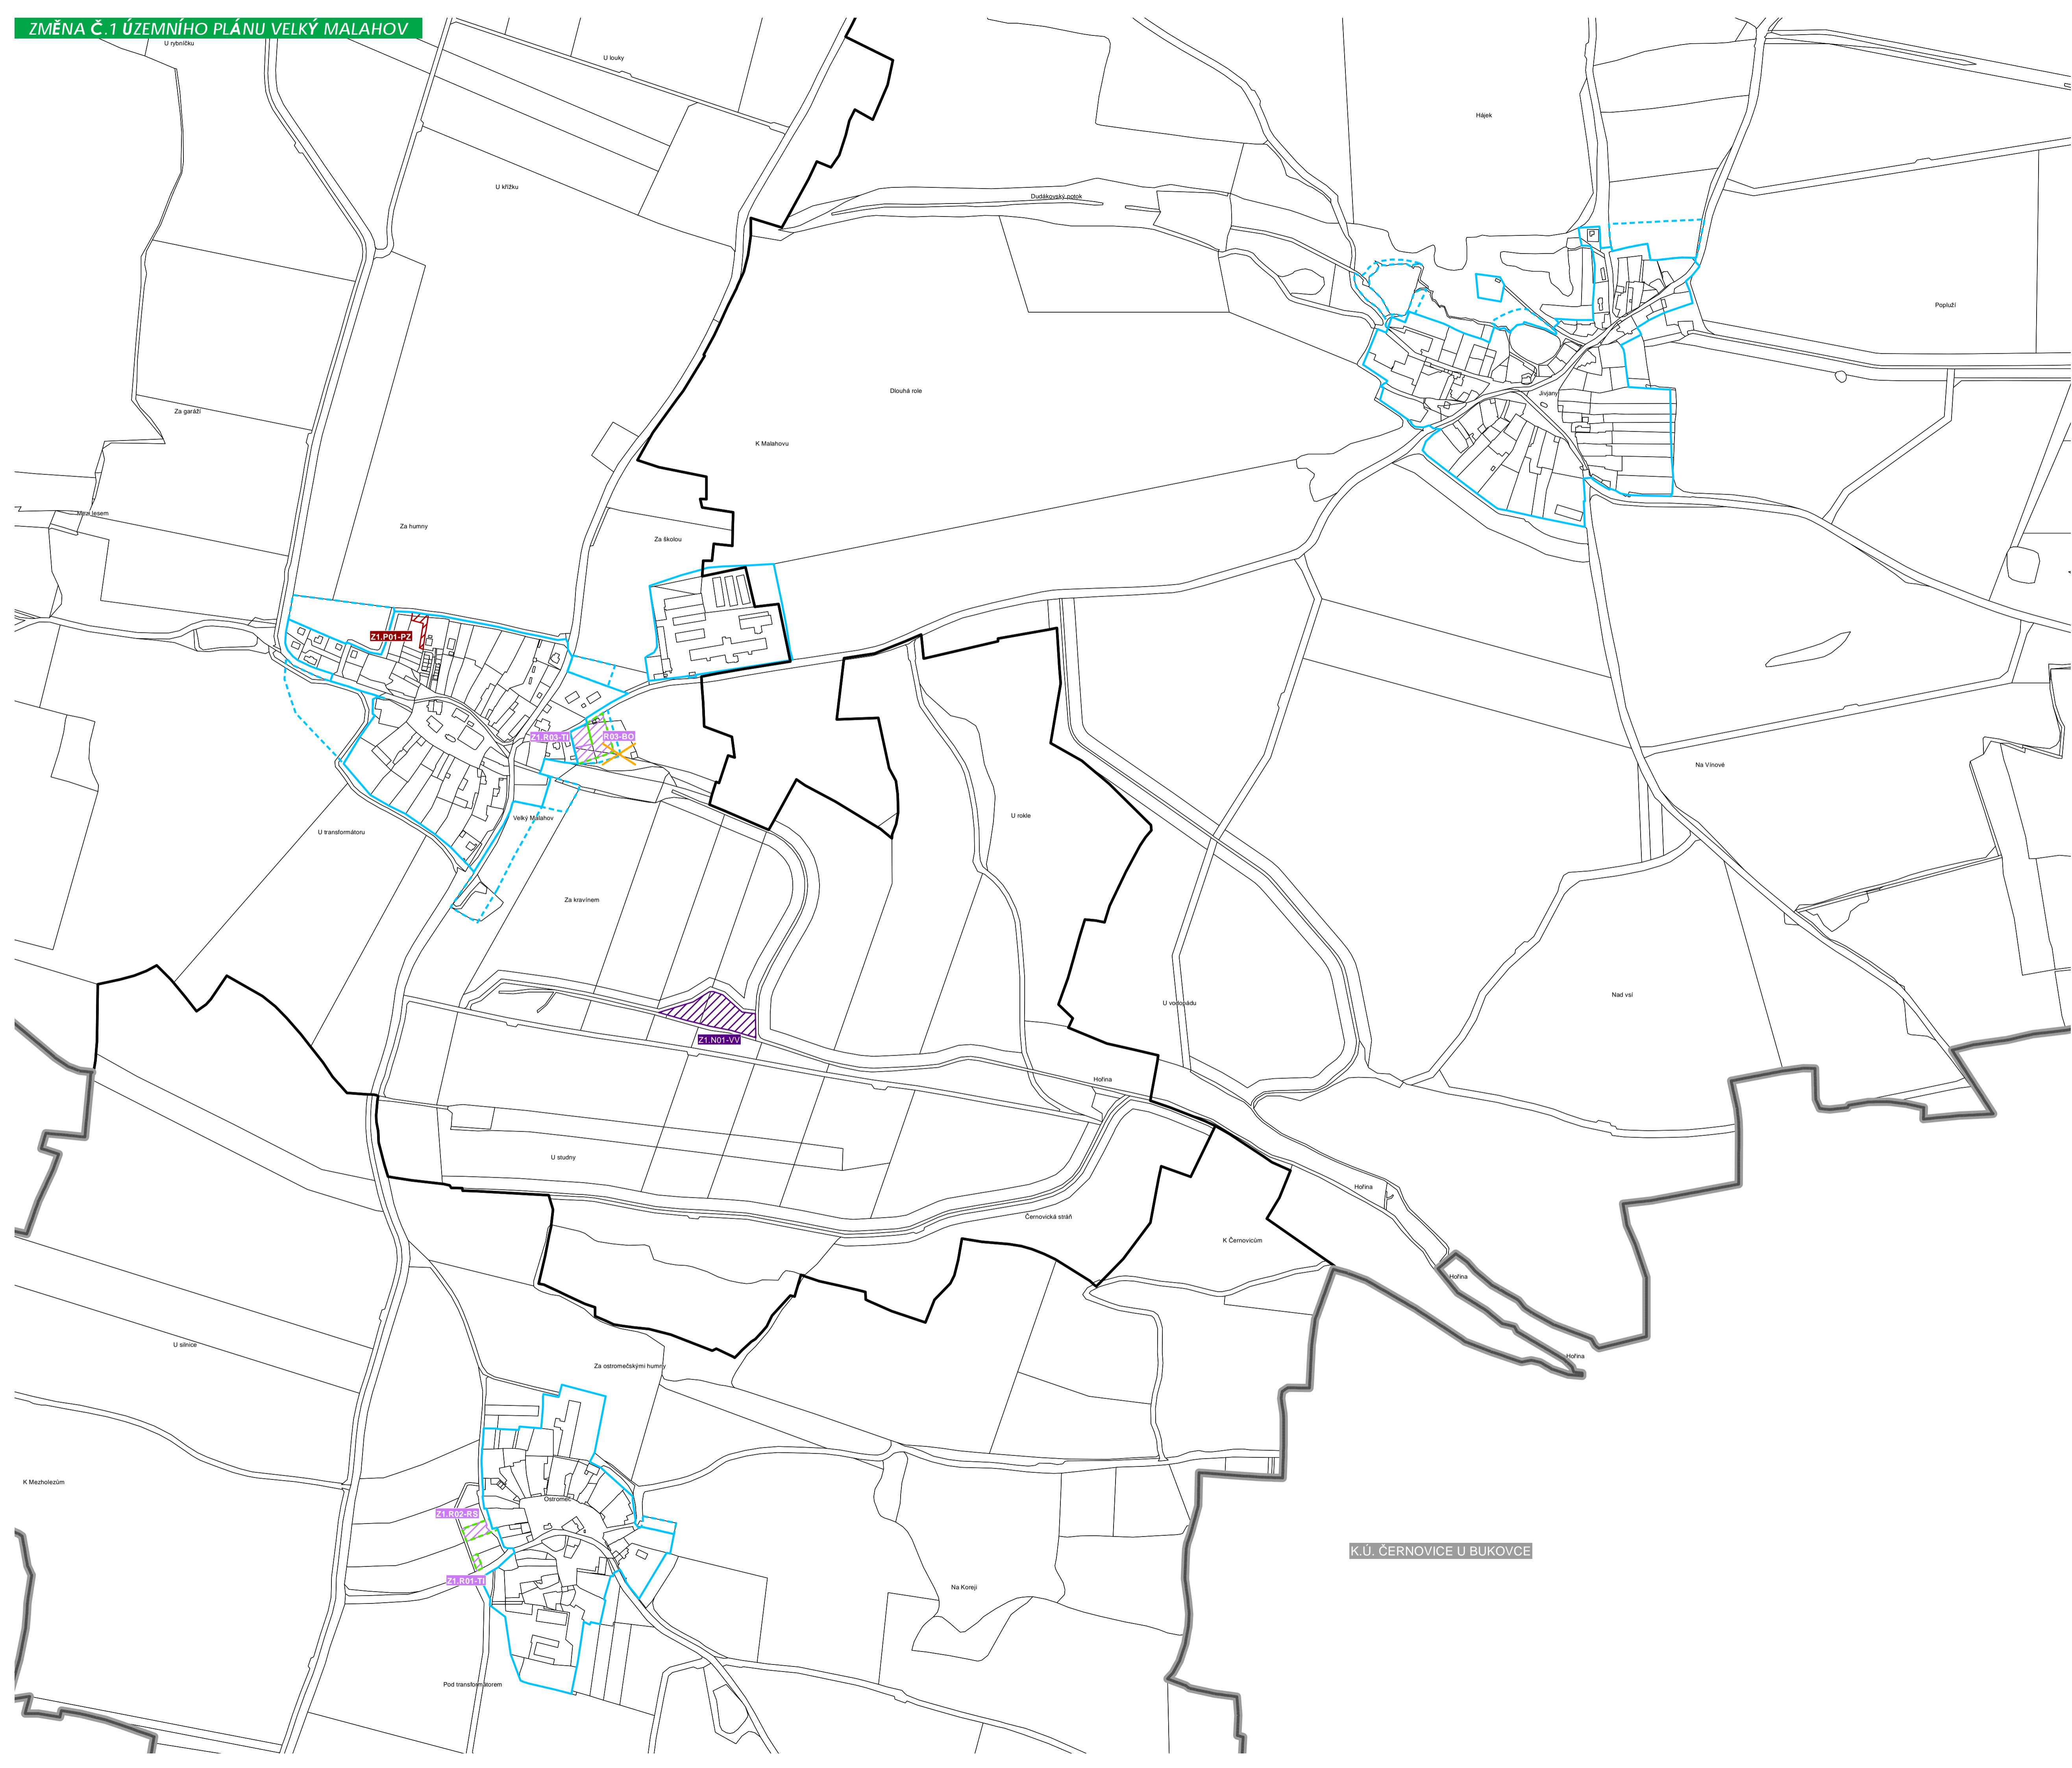 ZMĚNA Č.1 ÚZEMNÍHO PLÁNU VELKÝ MALAHOV
U rybníčku
U louky
Hájek
U křížku
Dudákovský potok
Popluží
Dlouhá role
Jivjany
Za garáží
K Malahovu
Mezi lesem
Za humny
Za školou
Z1.P01-PZ
Z1.R03-TI
R03-BO
Na Vínově
Velký Malahov
U rokle
U transformátoru
Za kravínem
Nad vsí
U vodopádu
Z1.N01-VV
Hořina
U studny
Hořina
Černovická stráň
K Černovicům
Hořina
U silnice
Hořina
Za ostromečskými humny
K Mezholezům
Ostromeč
Z1.R02-RS
K.Ú. ČERNOVICE U BUKOVCE
Z1.R01-TI
Na Koreji
Pod transformátorem